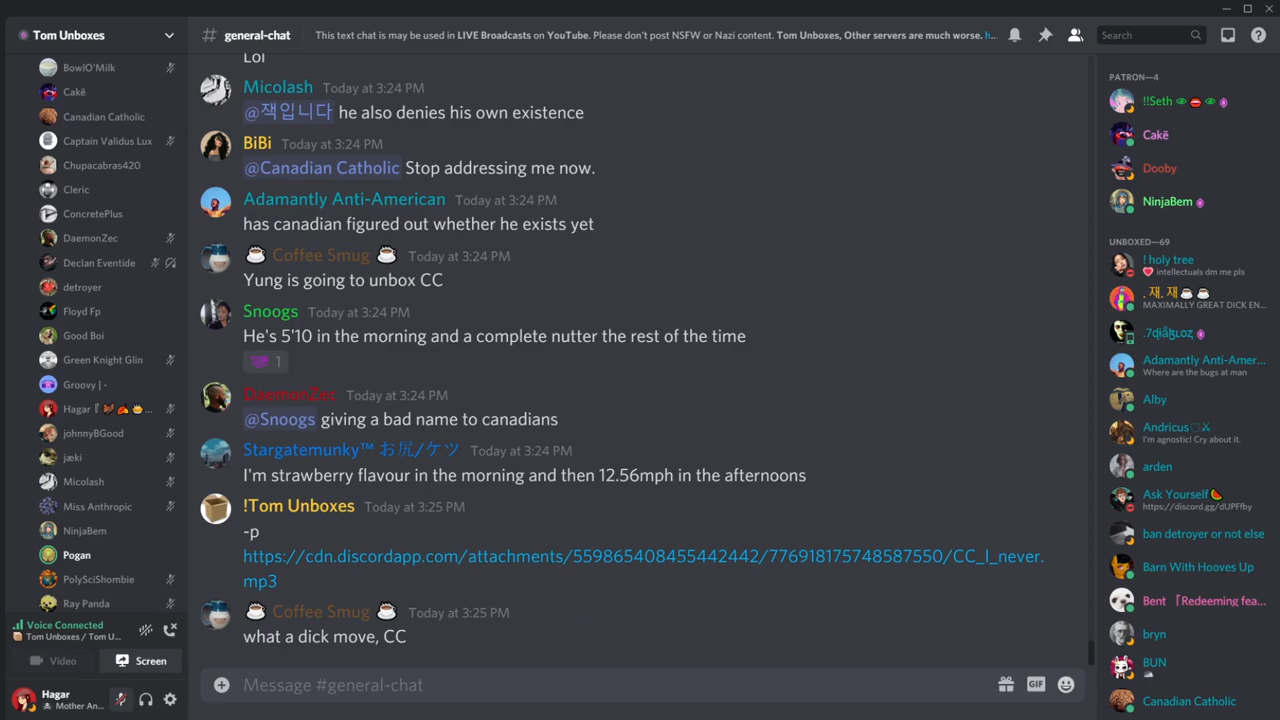 Tom Unboxes
BowlO'Milk
Cakë
Canadian Catholic
Captain Validus Lux
Chupacabras420
Cleric
ConcretePlus
DaemonZec
Declan Eventide
detroyer
Floyd Fp
Good Boi
Green Knight Glin
Groovy | -
Hagar『
johnnyBGood
jæki
Micolash
Miss Anthropic
NinjaBem
Pogan
PolySciShombie
Ray Panda
Voice Connected
Tom Unboxes / Tom U...
Video
Screen
Hagar
Mother An...
# general-chat
This text chat is may be used in LIVE Broadcasts on YouTube. Please don't post NSFW or Nazi content. Tom Unboxes, Other servers are much worse. h...
Search
Lol
Micolash Today at 3:24 PM
@잭입니다 he also denies his own existence
BiBi Today at 3:24 PM
@Canadian Catholic Stop addressing me now.
Adamantly Anti-American Today at 3:24 PM
has canadian figured out whether he exists yet
☕ Coffee Smug ☕ Today at 3:24 PM
Yung is going to unbox CC
Snoogs Today at 3:24 PM
He's 5'10 in the morning and a complete nutter the rest of the time
1
DaemonZec Today at 3:24 PM
@Snoogs giving a bad name to canadians
Stargatemunky™ お尻/ケツ Today at 3:24 PM
I'm strawberry flavour in the morning and then 12.56mph in the afternoons
!Tom Unboxes Today at 3:25 PM
-p
https://cdn.discordapp.com/attachments/559865408455442442/776918175748587550/CC_I_never.
mp3
☕ Coffee Smug ☕ Today at 3:25 PM
what a dick move, CC
Message #general-chat
GIF
PATRON—4
!!Seth
Cakë
Dooby
NinjaBem
UNBOXED—69
! holy tree
intellectuals dm me pls
. 재. 재☕ ☕
MAXIMALLY GREAT DICK EN...
Adamantly Anti-Amer...
Where are the bugs at man
Alby
Andricus♡⚔
I'm agnostic! Cry about it.
arden
Ask Yourself🍉
https://discord.gg/dUPFfby
ban detroyer or not else
Barn With Hooves Up
Bent 「Redeeming fea...
bryn
BUN
Canadian Catholic